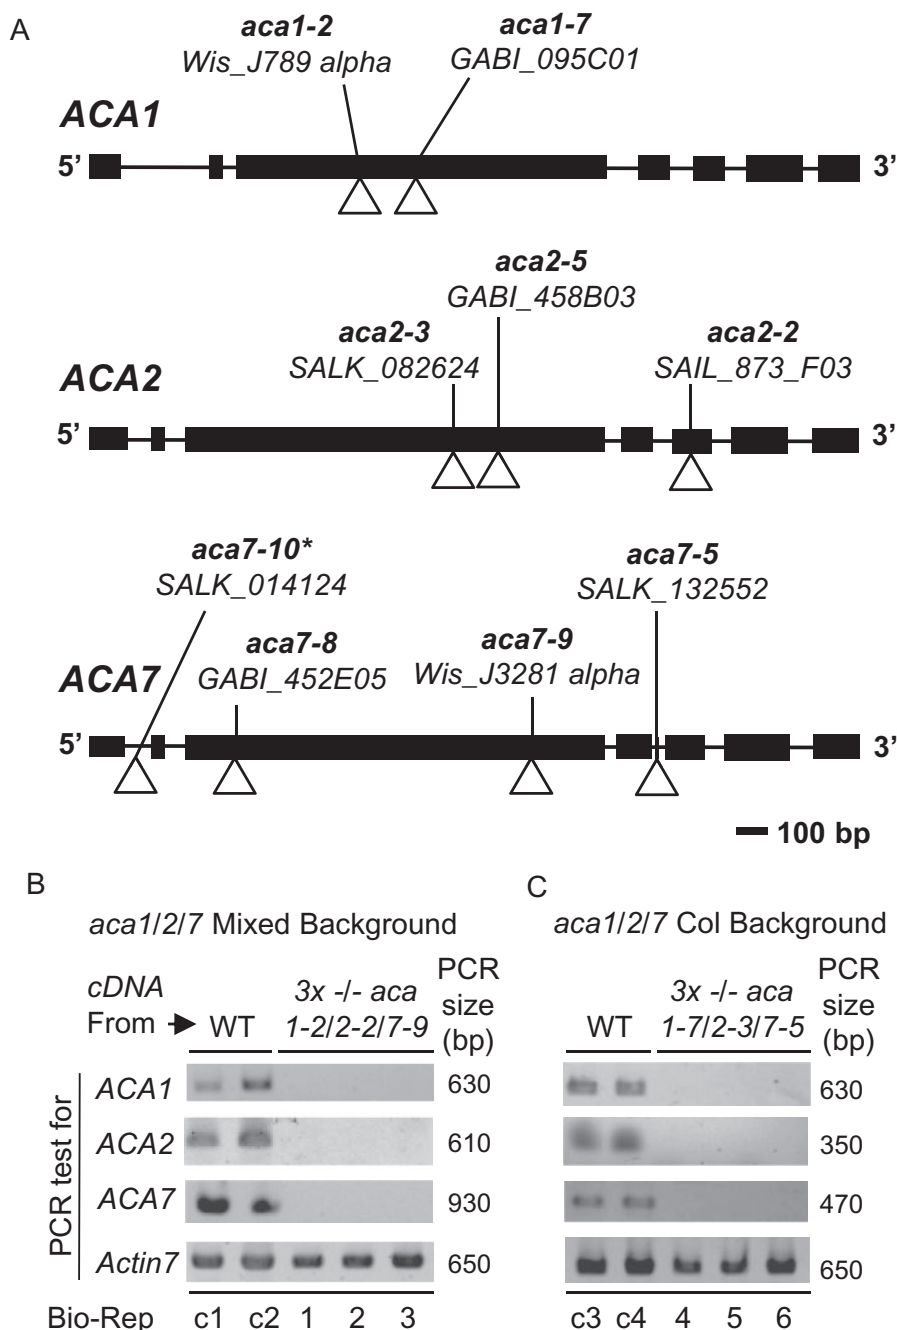 A
aca1-2
Wis_J789 alpha
aca1-7
GABI_095C01
ACA1
5’
3’
aca2-5
GABI_458B03
aca2-3
SALK_082624
aca2-2
SAIL_873_F03
ACA2
5’
3’
aca7-10*
SALK_014124
aca7-5
SALK_132552
aca7-8
GABI_452E05
aca7-9
Wis_J3281 alpha
ACA7
5’
3’
100 bp
B
aca1/2/7 Mixed Background
cDNA
From
WT
3x -/- aca
1-2/2-2/7-9
PCR
size
(bp)
PCR test for
ACA1
630
ACA2
610
ACA7
930
Actin7
650
Bio-Rep c1 c2 1 2 3
C
aca1/2/7 Col Background
WT
3x -/- aca
1-7/2-3/7-5
PCR
size
(bp)
630
350
470
650
c3 c4 4 5 6